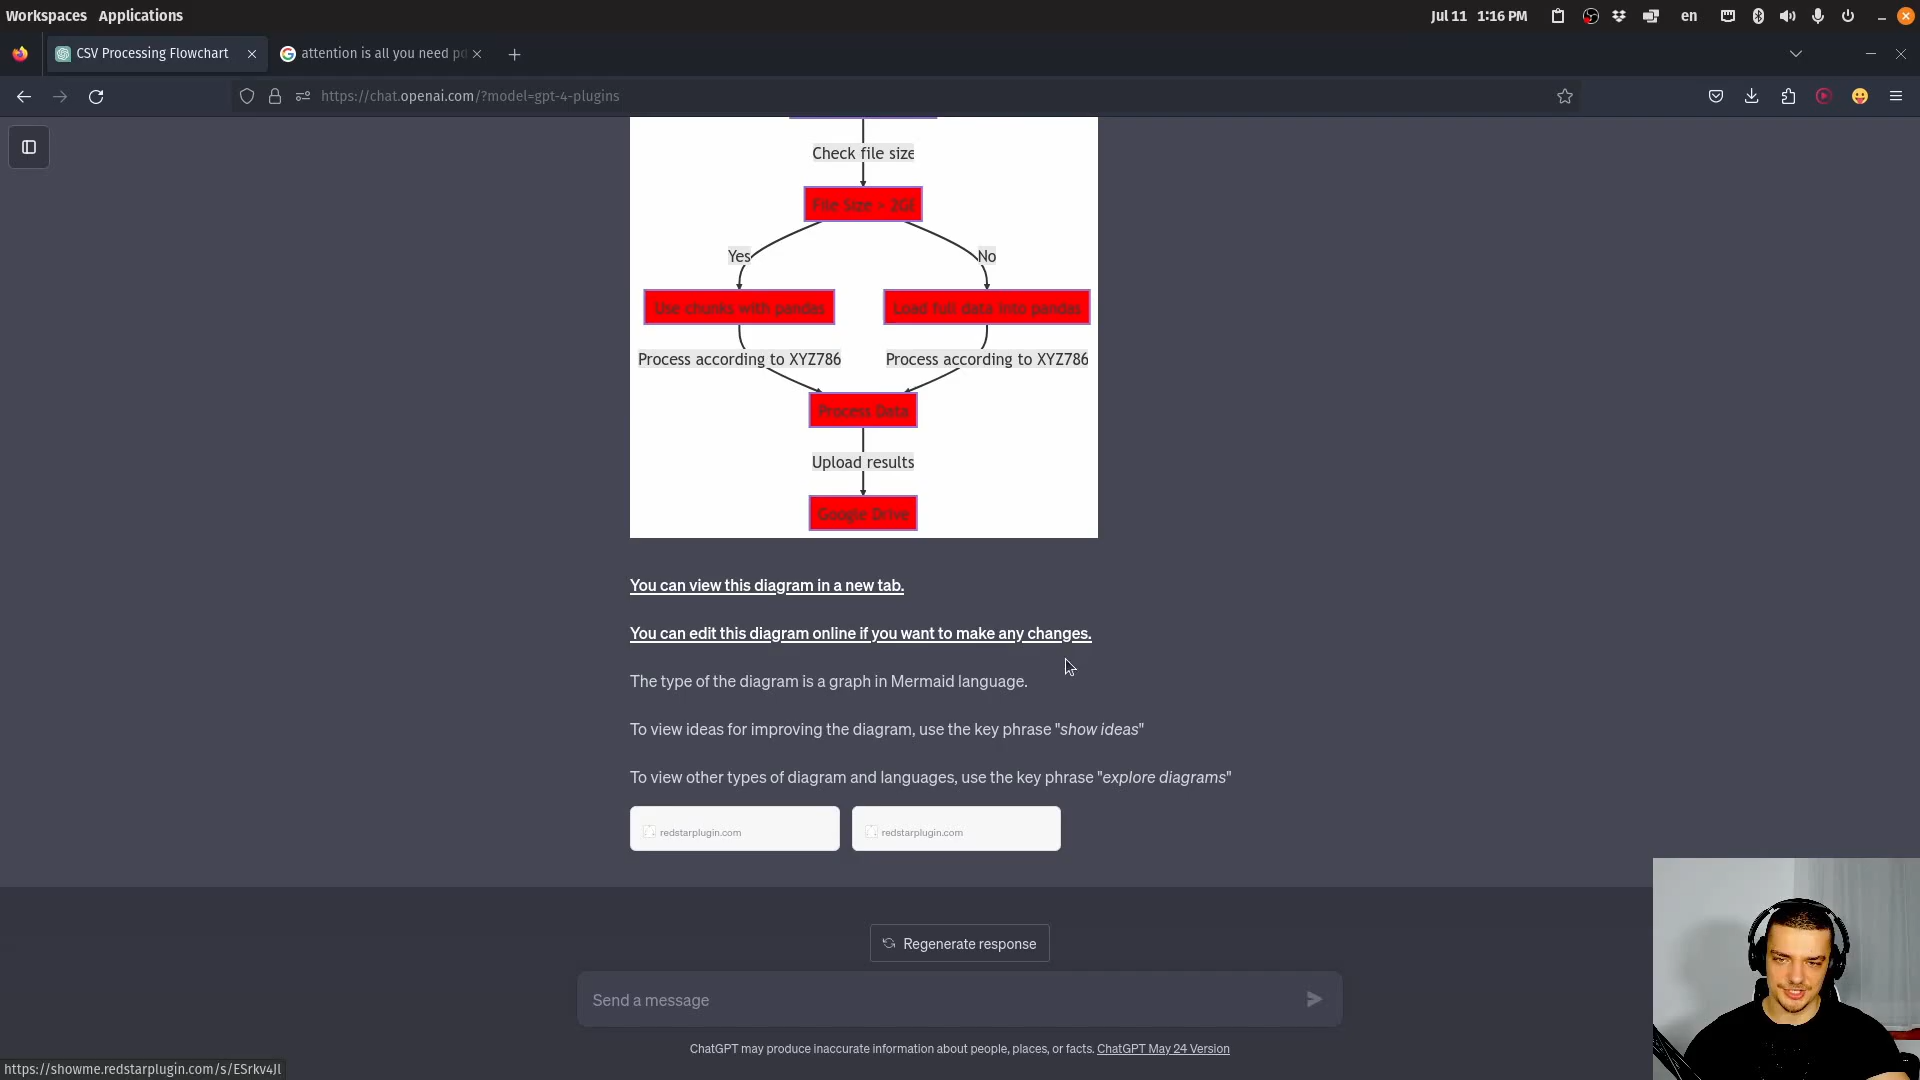 Workspaces Applications Jul 11 1:16 PM en
CSV Processing Flowchart attention is all you need pd
https://chat.openai.com/?model=gpt-4-plugins
Check file size
File Size > 2GB
Yes No
Use chunks with pandas Load full data into pandas
Process according to XYZ786 Process according to XYZ786
Process Data
Upload results
Google Drive
You can view this diagram in a new tab.
You can edit this diagram online if you want to make any changes.
The type of the diagram is a graph in Mermaid language.
To view ideas for improving the diagram, use the key phrase "show ideas"
To view other types of diagram and languages, use the key phrase "explore diagrams"
redstarplugin.com redstarplugin.com
Regenerate response
Send a message
ChatGPT may produce inaccurate information about people, places, or facts. ChatGPT May 24 Version
https://showme.redstarplugin.com/s/ESrkv4Jl